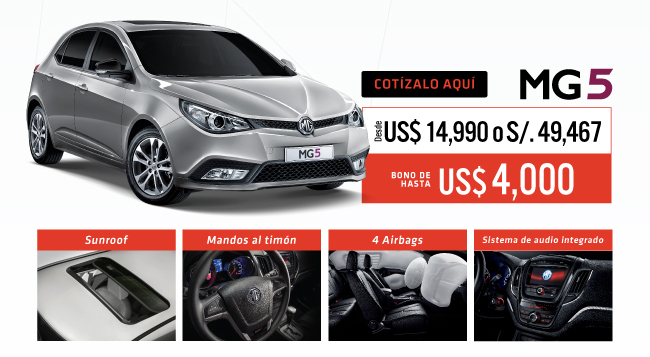 COTÍZALO AQUÍ
MG5
Desde US$ 14,990 o S/. 49,467
BONO DE HASTA US$ 4,000
MG5
Sunroof
Mandos al timón
4 Airbags
Sistema de audio integrado